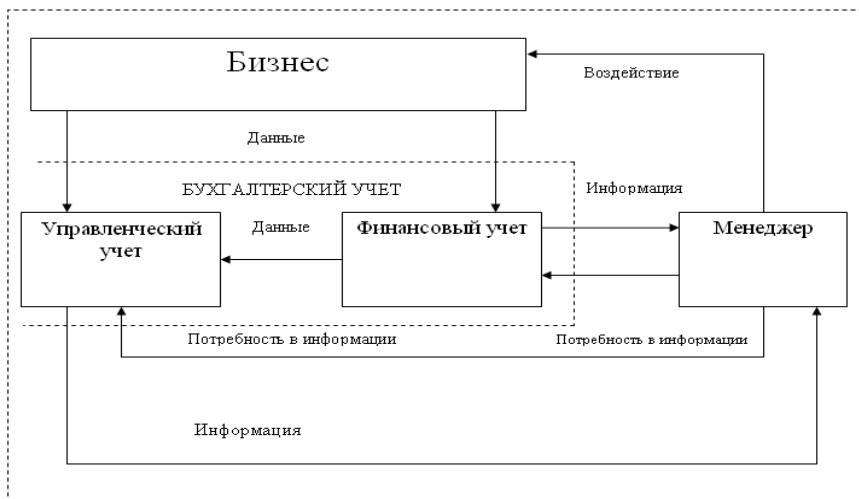 Бизнес
Воздействие
Данные
БУХГАЛТЕРСКИЙ УЧЕТ
Информация
Управленческий
учет
Данные
Финансовый учет
Менеджер
Потребность в информации
Потребность в информации
Информация